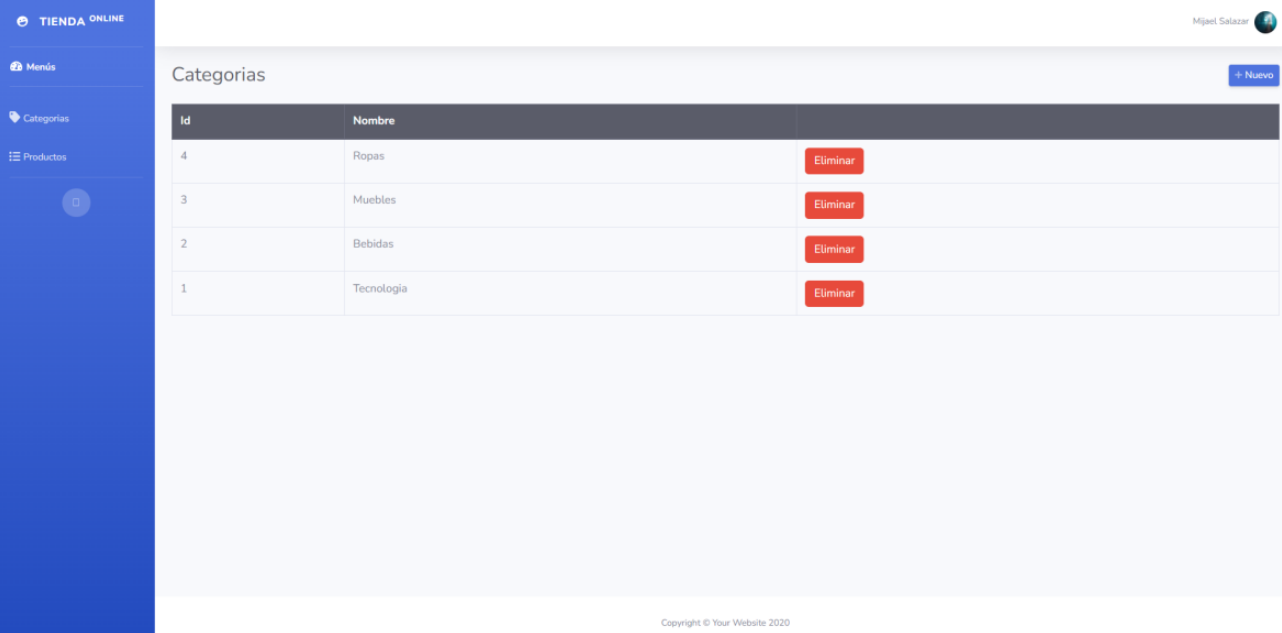 TIENDA ONLINE
Mijael Salazar
Menús
Categorias
Productos
Categorias
+ Nuevo
Id Nombre
4 Ropas Eliminar
3 Muebles Eliminar
2 Bebidas Eliminar
1 Tecnologia Eliminar
Copyright © Your Website 2020